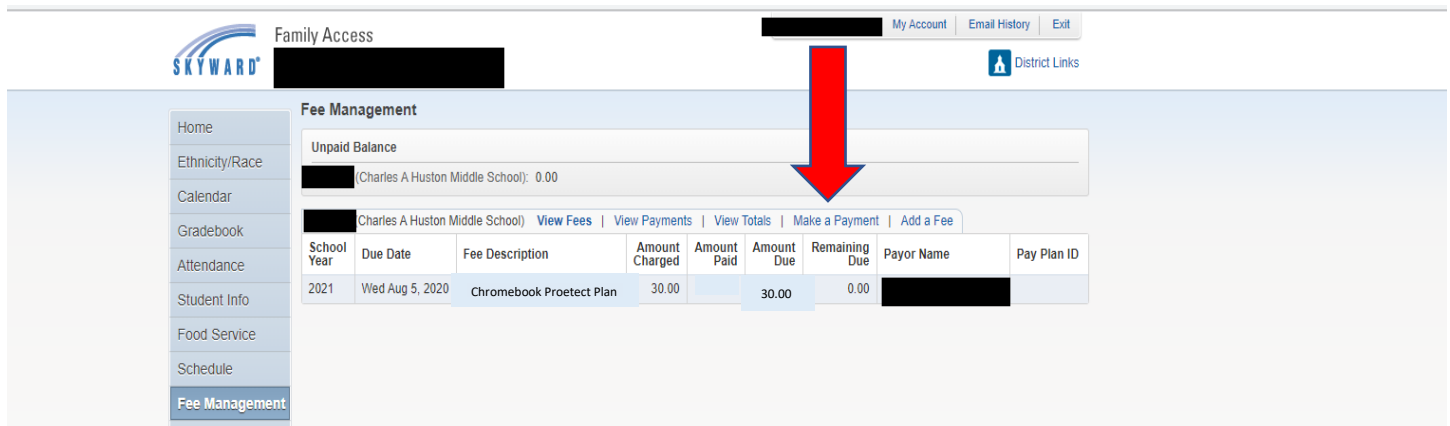 My Account | Email History | Exit
Family Access
SKYWARD®
District Links
Fee Management
Home
Ethnicity/Race
Calendar
Gradebook
Attendance
Student Info
Food Service
Schedule
Fee Management
Unpaid Balance
(Charles A Huston Middle School): 0.00
(Charles A Huston Middle School) View Fees | View Payments | View Totals | Make a Payment | Add a Fee
School Year Due Date Fee Description Amount Charged Amount Paid Amount Due Remaining Due Payor Name Pay Plan ID
2021 Wed Aug 5, 2020 Chromebook Proetect Plan 30.00 30.00 0.00